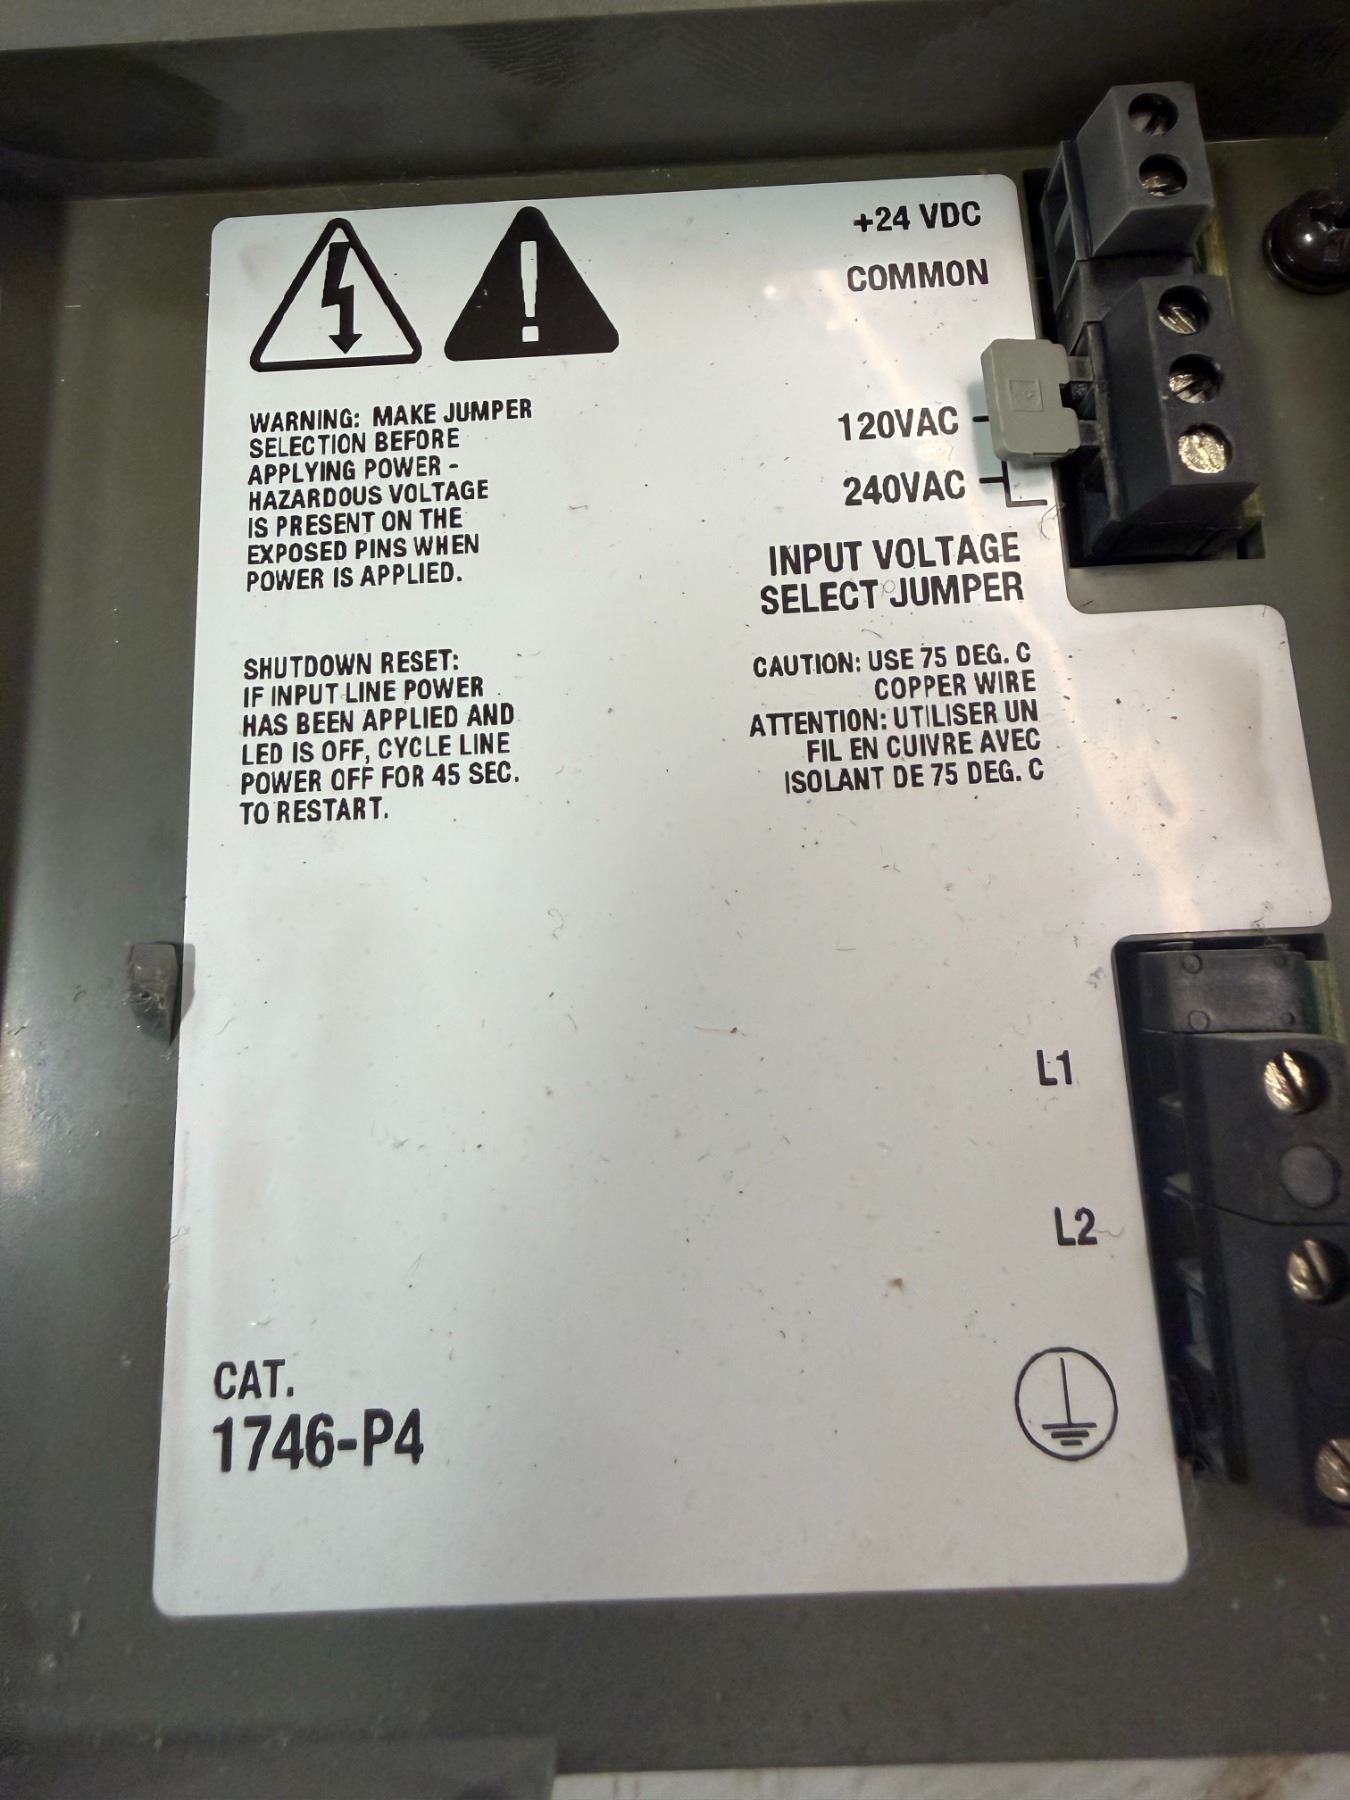 +24 VDC
COMMON
120VAC
240VAC
INPUT VOLTAGE
SELECT JUMPER
WARNING: MAKE JUMPER
SELECTION BEFORE
APPLYING POWER -
HAZARDOUS VOLTAGE
IS PRESENT ON THE
EXPOSED PINS WHEN
POWER IS APPLIED.
SHUTDOWN RESET:
IF INPUT LINE POWER
HAS BEEN APPLIED AND
LED IS OFF, CYCLE LINE
POWER OFF FOR 45 SEC.
TO RESTART.
CAUTION: USE 75 DEG. C
COPPER WIRE
ATTENTION: UTILISER UN
FIL EN CUIVRE AVEC
ISOLANT DE 75 DEG. C
L1
L2
CAT.
1746-P4